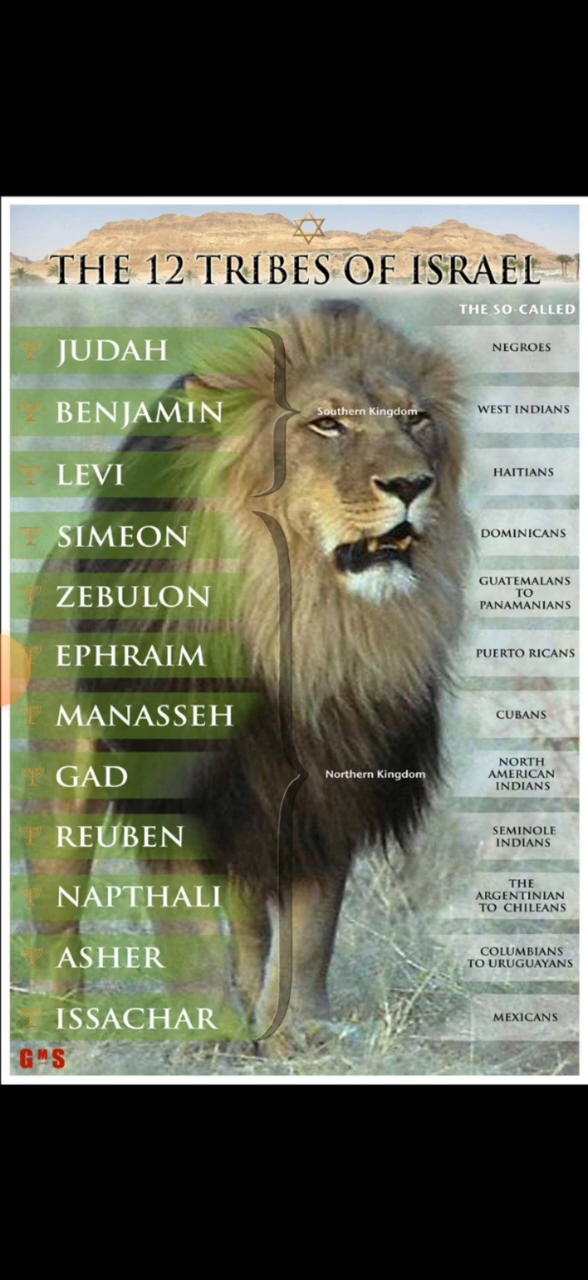 THE 12 TRIBES OF ISRAEL
THE SO-CALLED
JUDAH
NEGROES
BENJAMIN
Southern Kingdom
WEST INDIANS
LEVI
HAITIANS
SIMEON
DOMINICANS
ZEBULON
GUATEMALANS
TO
PANAMANIANS
EPHRAIM
PUERTO RICANS
MANASSEH
CUBANS
GAD
Northern Kingdom
NORTH
AMERICAN
INDIANS
REUBEN
SEMINOLE
INDIANS
NAPTHALI
THE
ARGENTINIAN
TO CHILEANS
ASHER
COLUMBIANS
TO URUGUAYANS
ISSACHAR
MEXICANS
GMS